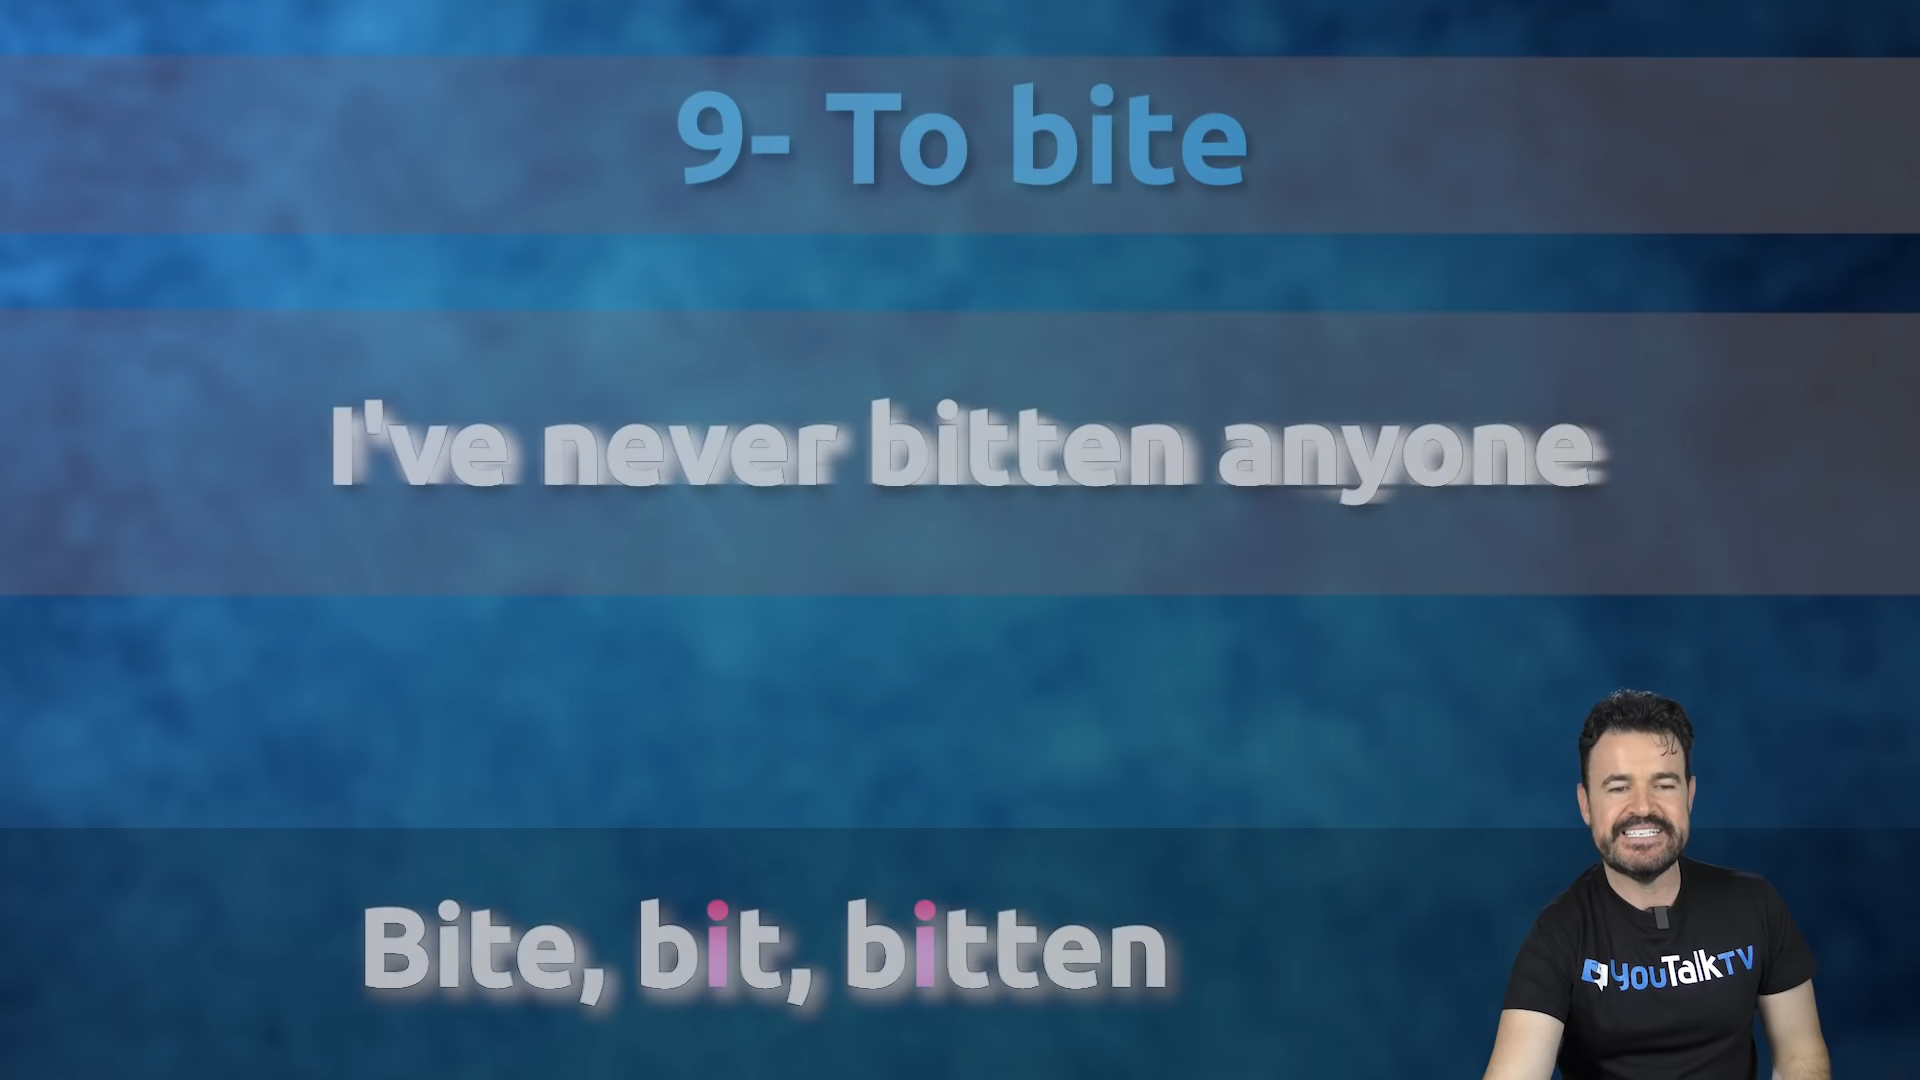 9- To bite
I've never bitten anyone
Bite, bit, bitten
YouTalkTV